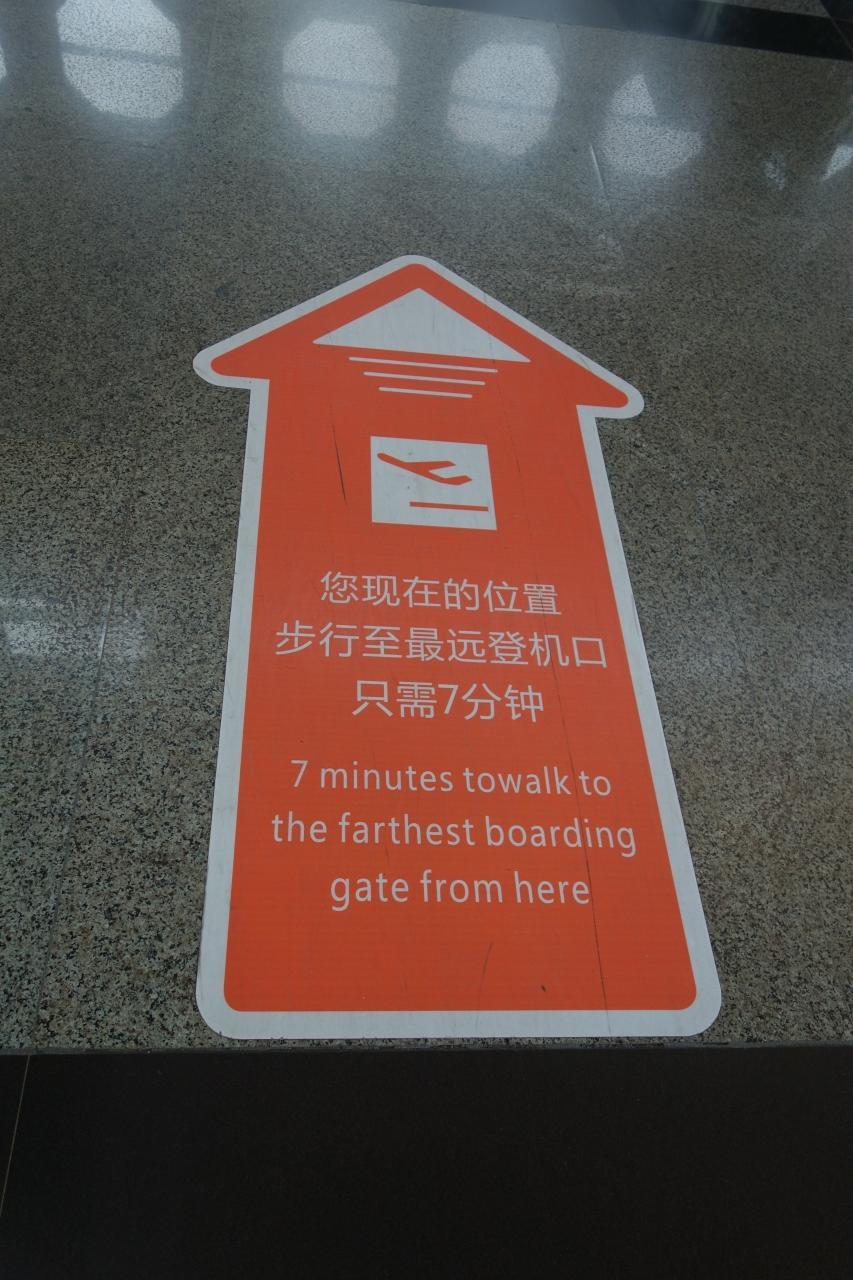 您现在的位置
步行至最远登机口
只需7分钟
7 minutes towalk to
the farthest boarding
gate from here